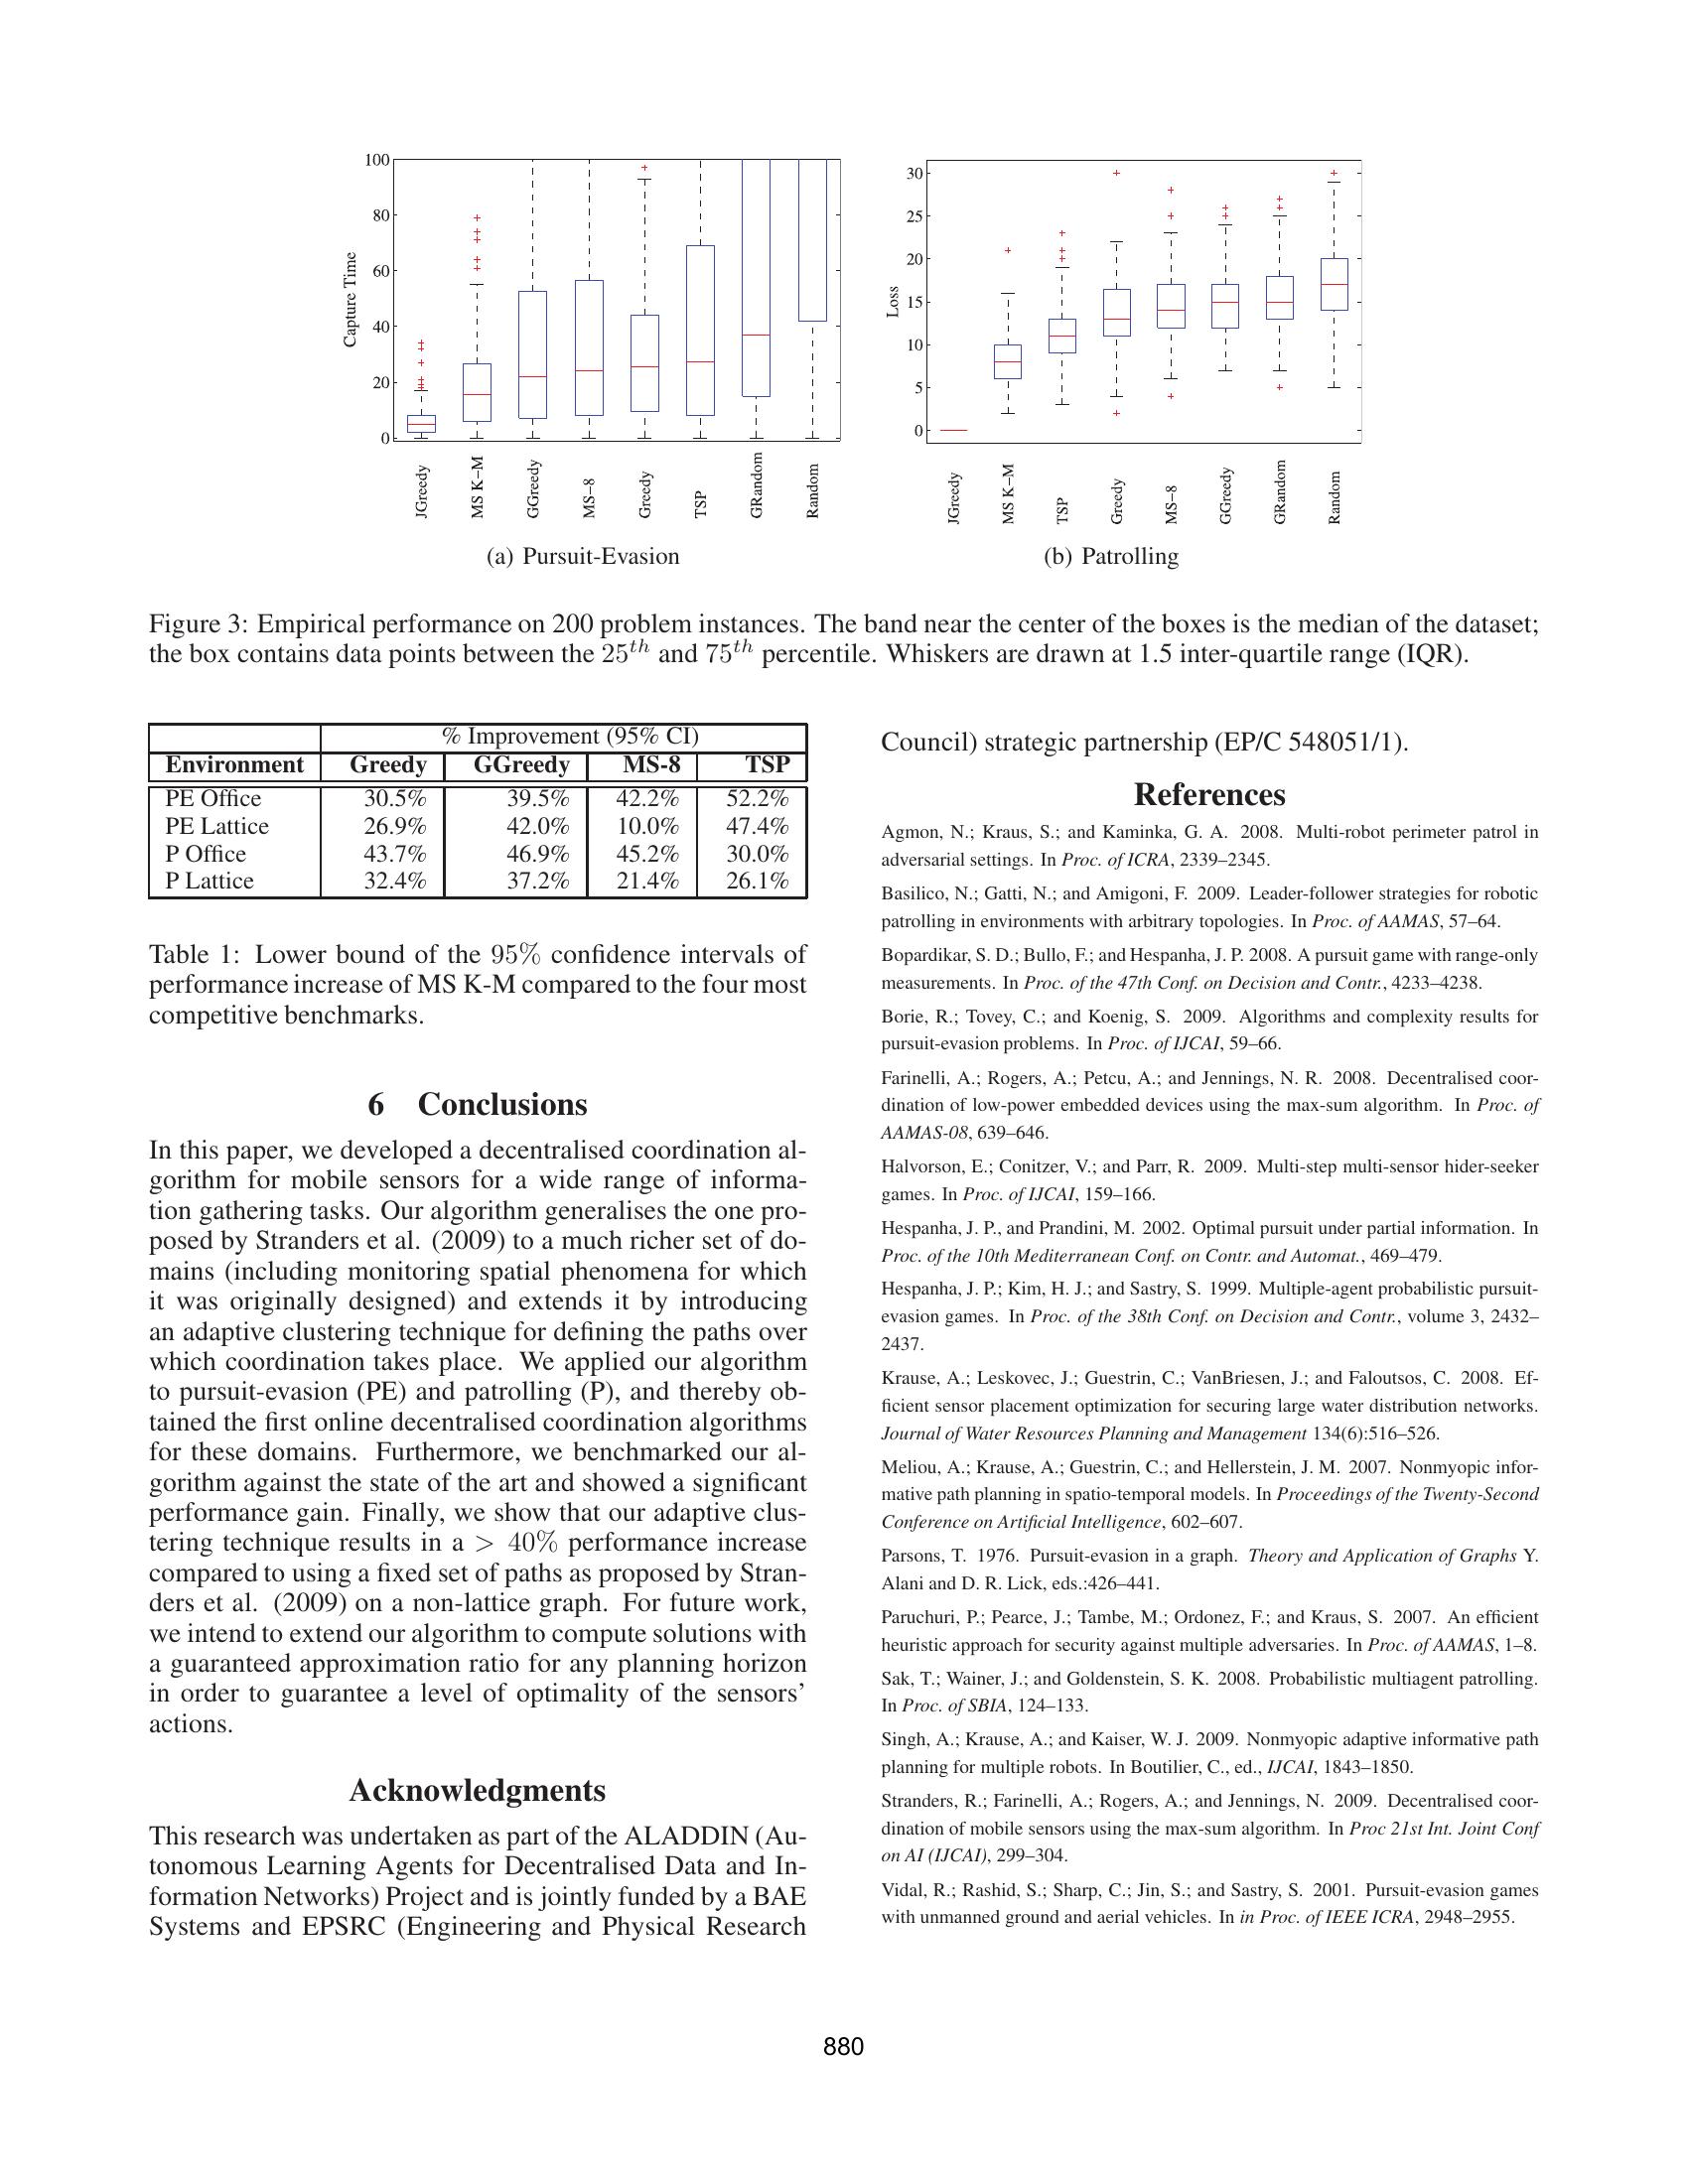 100
80
60
40
20
0
Capture Time
JGreedy
MS K−M
GGreedy
MS−8
Greedy
TSP
GRandom
Random
(a) Pursuit-Evasion
30
25
20
15
10
5
0
Loss
JGreedy
MS K−M
TSP
Greedy
MS−8
GGreedy
GRandom
Random
(b) Patrolling
Figure 3: Empirical performance on 200 problem instances. The band near the center of the boxes is the median of the dataset;
the box contains data points between the 25th and 75th percentile. Whiskers are drawn at 1.5 inter-quartile range (IQR).
% Improvement (95% CI)
Environment Greedy GGreedy MS-8 TSP
PE Office 30.5% 39.5% 42.2% 52.2%
PE Lattice 26.9% 42.0% 10.0% 47.4%
P Office 43.7% 46.9% 45.2% 30.0%
P Lattice 32.4% 37.2% 21.4% 26.1%
Table 1: Lower bound of the 95% confidence intervals of
performance increase of MS K-M compared to the four most
competitive benchmarks.
6 Conclusions
In this paper, we developed a decentralised coordination al-
gorithm for mobile sensors for a wide range of informa-
tion gathering tasks. Our algorithm generalises the one pro-
posed by Stranders et al. (2009) to a much richer set of do-
mains (including monitoring spatial phenomena for which
it was originally designed) and extends it by introducing
an adaptive clustering technique for defining the paths over
which coordination takes place. We applied our algorithm
to pursuit-evasion (PE) and patrolling (P), and thereby ob-
tained the first online decentralised coordination algorithms
for these domains. Furthermore, we benchmarked our al-
gorithm against the state of the art and showed a significant
performance gain. Finally, we show that our adaptive clus-
tering technique results in a > 40% performance increase
compared to using a fixed set of paths as proposed by Stran-
ders et al. (2009) on a non-lattice graph. For future work,
we intend to extend our algorithm to compute solutions with
a guaranteed approximation ratio for any planning horizon
in order to guarantee a level of optimality of the sensors’
actions.
Acknowledgments
This research was undertaken as part of the ALADDIN (Au-
tonomous Learning Agents for Decentralised Data and In-
formation Networks) Project and is jointly funded by a BAE
Systems and EPSRC (Engineering and Physical Research
Council) strategic partnership (EP/C 548051/1).
References
Agmon, N.; Kraus, S.; and Kaminka, G. A. 2008. Multi-robot perimeter patrol in
adversarial settings. In Proc. of ICRA, 2339–2345.
Basilico, N.; Gatti, N.; and Amigoni, F. 2009. Leader-follower strategies for robotic
patrolling in environments with arbitrary topologies. In Proc. of AAMAS, 57–64.
Bopardikar, S. D.; Bullo, F.; and Hespanha, J. P. 2008. A pursuit game with range-only
measurements. In Proc. of the 47th Conf. on Decision and Contr., 4233–4238.
Borie, R.; Tovey, C.; and Koenig, S. 2009. Algorithms and complexity results for
pursuit-evasion problems. In Proc. of IJCAI, 59–66.
Farinelli, A.; Rogers, A.; Petcu, A.; and Jennings, N. R. 2008. Decentralised coor-
dination of low-power embedded devices using the max-sum algorithm. In Proc. of
AAMAS-08, 639–646.
Halvorson, E.; Conitzer, V.; and Parr, R. 2009. Multi-step multi-sensor hider-seeker
games. In Proc. of IJCAI, 159–166.
Hespanha, J. P., and Prandini, M. 2002. Optimal pursuit under partial information. In
Proc. of the 10th Mediterranean Conf. on Contr. and Automat., 469–479.
Hespanha, J. P.; Kim, H. J.; and Sastry, S. 1999. Multiple-agent probabilistic pursuit-
evasion games. In Proc. of the 38th Conf. on Decision and Contr., volume 3, 2432–
2437.
Krause, A.; Leskovec, J.; Guestrin, C.; VanBriesen, J.; and Faloutsos, C. 2008. Ef-
ficient sensor placement optimization for securing large water distribution networks.
Journal of Water Resources Planning and Management 134(6):516–526.
Meliou, A.; Krause, A.; Guestrin, C.; and Hellerstein, J. M. 2007. Nonmyopic infor-
mative path planning in spatio-temporal models. In Proceedings of the Twenty-Second
Conference on Artificial Intelligence, 602–607.
Parsons, T. 1976. Pursuit-evasion in a graph. Theory and Application of Graphs Y.
Alani and D. R. Lick, eds.:426–441.
Paruchuri, P.; Pearce, J.; Tambe, M.; Ordonez, F.; and Kraus, S. 2007. An efficient
heuristic approach for security against multiple adversaries. In Proc. of AAMAS, 1–8.
Sak, T.; Wainer, J.; and Goldenstein, S. K. 2008. Probabilistic multiagent patrolling.
In Proc. of SBIA, 124–133.
Singh, A.; Krause, A.; and Kaiser, W. J. 2009. Nonmyopic adaptive informative path
planning for multiple robots. In Boutilier, C., ed., IJCAI, 1843–1850.
Stranders, R.; Farinelli, A.; Rogers, A.; and Jennings, N. 2009. Decentralised coor-
dination of mobile sensors using the max-sum algorithm. In Proc 21st Int. Joint Conf
on AI (IJCAI), 299–304.
Vidal, R.; Rashid, S.; Sharp, C.; Jin, S.; and Sastry, S. 2001. Pursuit-evasion games
with unmanned ground and aerial vehicles. In in Proc. of IEEE ICRA, 2948–2955.
880